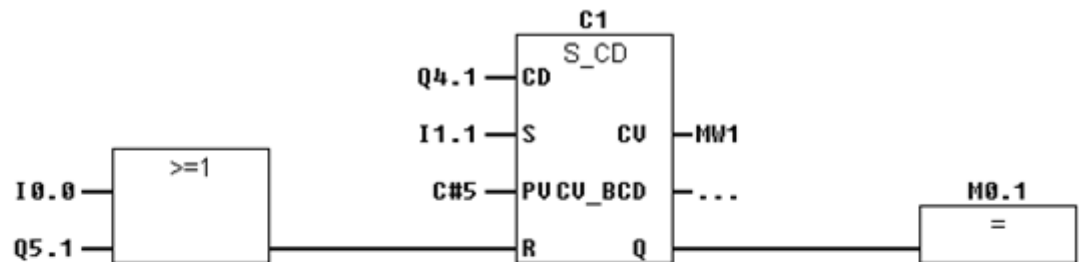 C1
S_CD
Q4.1 CD
I1.1 S CV MW1
>=1
I0.0 C#5 PV CV_BCD ... M0.1
=
Q5.1 R Q